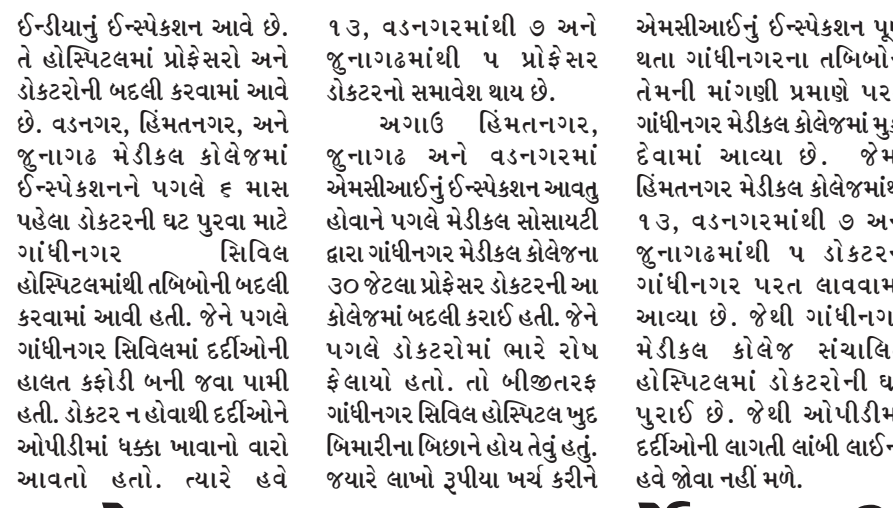 ઈન્ડીયાનું ઈન્સ્પેકશન આવે છે.
તે હોસ્પિટલમાં પ્રોફેસરો અને
ડોકટરોની બદલી કરવામાં આવે
છે. વડનગર, હિંમતનગર, અને
જુનાગઢ મેડીકલ કોલેજમાં
ઈન્સ્પેકશનને પગલે ૬ માસ
પહેલા ડોકટરની ઘટ પુરવા માટે
ગાંધીનગર સિવિલ
હોસ્પિટલમાંથી તબિબોની બદલી
કરવામાં આવી હતી. જેને પગલે
ગાંધીનગર સિવિલમાં દર્દીઓની
હાલત કફોડી બની જવા પામી
હતી. ડોકટર ન હોવાથી દર્દીઓને
ઓપીડીમાં ધક્કા ખાવાનો વારો
આવતો હતો. ત્યારે હવે
૧૩, વડનગરમાંથી ૭ અને
જુનાગઢમાંથી ૫ પ્રોફેસર
ડોકટરનો સમાવેશ થાય છે.
અગાઉ હિંમતનગર,
જુનાગઢ અને વડનગરમાં
એમસીઆઈનું ઈન્સ્પેકશન આવતુ
હોવાને પગલે મેડીકલ સોસાયટી
દ્વારા ગાંધીનગર મેડીકલ કોલેજના
૩૦ જેટલા પ્રોફેસર ડોકટરની આ
કોલેજમાં બદલી કરાઈ હતી. જેને
પગલે ડોકટરોમાં ભારે રોષ
ફેલાયો હતો. તો બીજીતરફ
ગાંધીનગર સિવિલ હોસ્પિટલ ખુદ
બિમારીના બિછાને હોય તેવું હતું.
જયારે લાખો રૂપીયા ખર્ચ કરીને
એમસીઆઈનું ઈન્સ્પેકશન
થતા ગાંધીનગરના
તેમની માંગણી પ્રમાણે
ગાંધીનગર મેડીકલ કોલેજમાં
દેવામાં આવ્યા છે.
હિંમતનગર મેડીકલ
૧૩, વડનગરમાંથી ૭
જુનાગઢમાંથી ૫
ગાંધીનગર પરત
આવ્યા છે. જેથી
મેડીકલ કોલેજ
હોસ્પિટલમાં ડોકટરોની
પુરાઈ છે. જેથી
દર્દીઓની લાગતી લાંબી
હવે જોવા નહીં મળે.